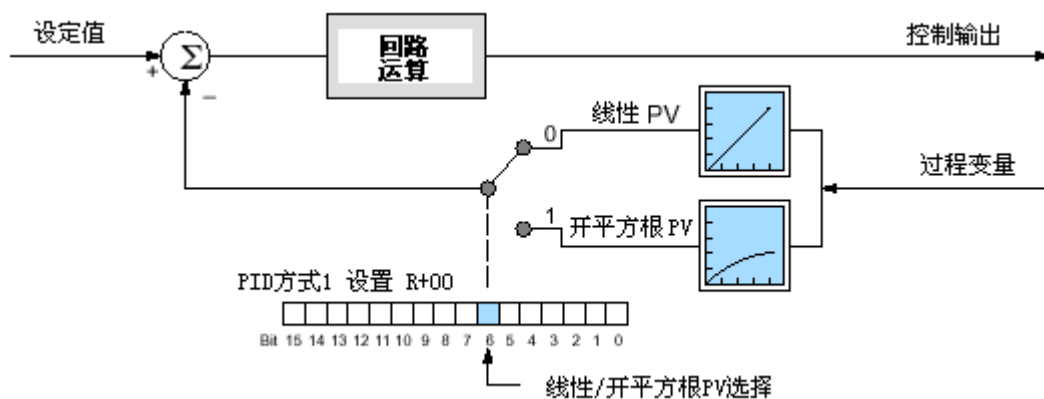 设定值
控制输出
+
Σ
−
回路
运算
线性 PV
0
过程变量
1
开平方根 PV
PID方式1 设置 R+00
Bit 15 14 13 12 11 10 9 8 7 6 5 4 3 2 1 0
线性/开平方根PV选择